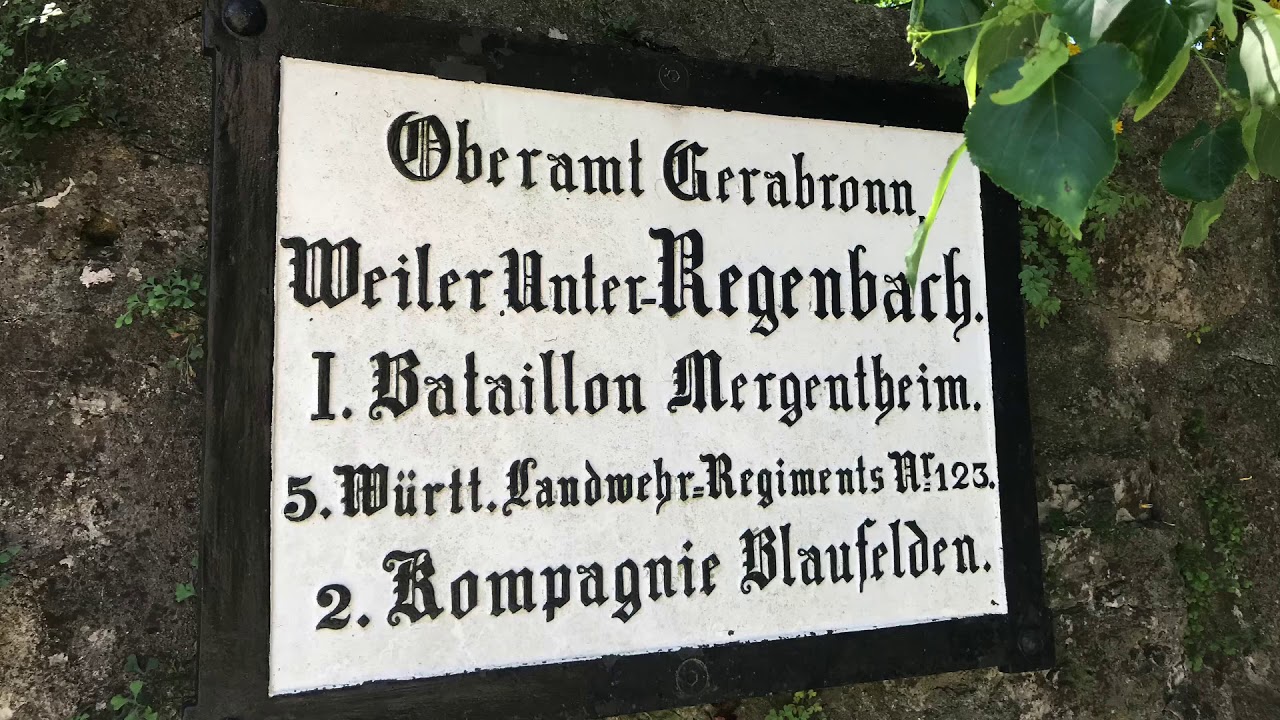 Oberamt Gerabronn,
Weiler Unter-Regenbach.
I. Bataillon Mergentheim.
5. Württ. Landwehr-Regiments Nr. 123.
2. Kompagnie Blaufelden.